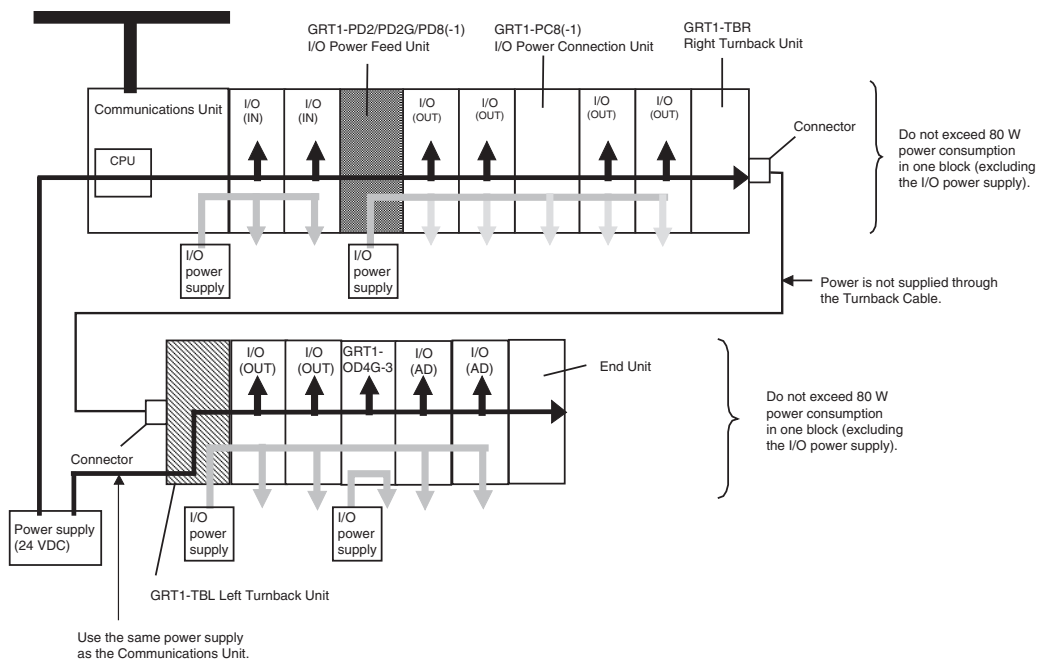 GRT1-PD2/PD2G/PD8(-1)
I/O Power Feed Unit
GRT1-PC8(-1)
I/O Power Connection Unit
GRT1-TBR
Right Turnback Unit
Communications Unit
CPU
I/O
(IN)
I/O
(IN)
I/O
(OUT)
I/O
(OUT)
I/O
(OUT)
I/O
(OUT)
Connector
Do not exceed 80 W
power consumption
in one block (excluding
the I/O power supply).
I/O
power
supply
I/O
power
supply
Power is not supplied through
the Turnback Cable.
I/O
(OUT)
I/O
(OUT)
GRT1-
OD4G-3
I/O
(AD)
I/O
(AD)
End Unit
Do not exceed 80 W
power consumption
in one block (excluding
the I/O power supply).
Connector
Power supply
(24 VDC)
I/O
power
supply
I/O
power
supply
GRT1-TBL Left Turnback Unit
Use the same power supply
as the Communications Unit.